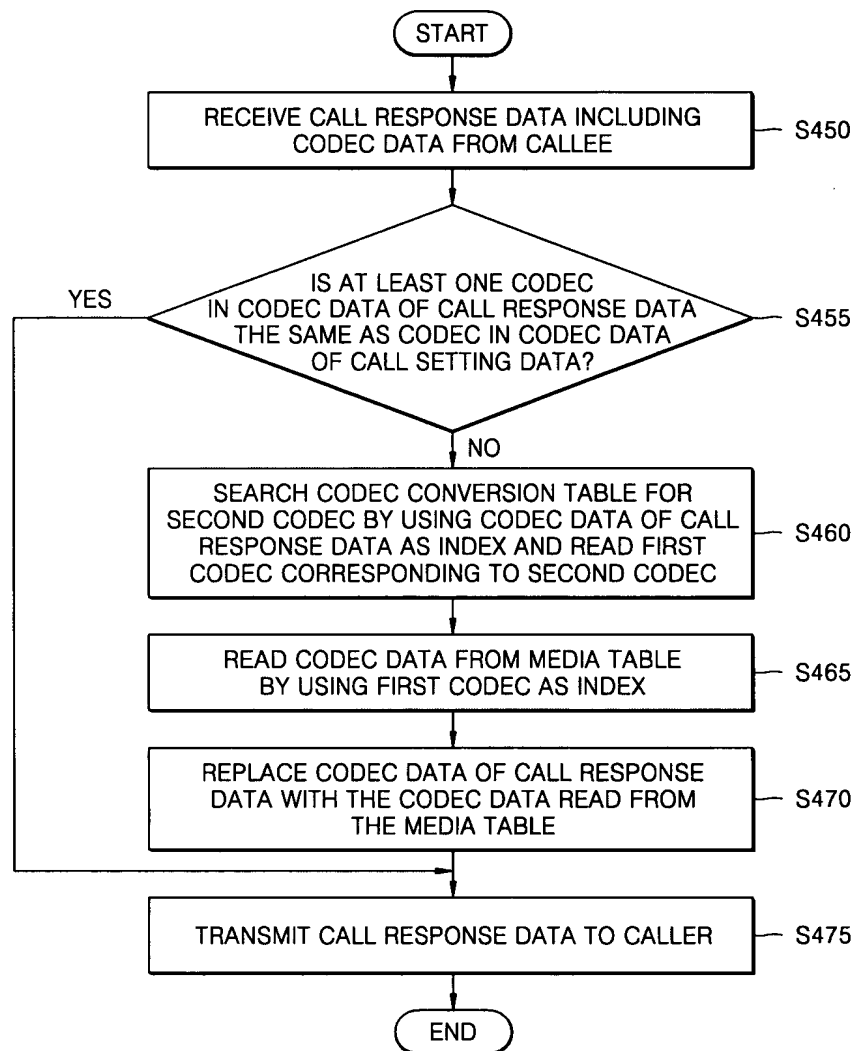 START
RECEIVE CALL RESPONSE DATA INCLUDING
CODEC DATA FROM CALLEE
S450
IS AT LEAST ONE CODEC
IN CODEC DATA OF CALL RESPONSE DATA
THE SAME AS CODEC IN CODEC DATA
OF CALL SETTING DATA?
S455
YES
NO
SEARCH CODEC CONVERSION TABLE FOR
SECOND CODEC BY USING CODEC DATA OF CALL
RESPONSE DATA AS INDEX AND READ FIRST
CODEC CORRESPONDING TO SECOND CODEC
S460
READ CODEC DATA FROM MEDIA TABLE
BY USING FIRST CODEC AS INDEX
S465
REPLACE CODEC DATA OF CALL RESPONSE
DATA WITH THE CODEC DATA READ FROM
THE MEDIA TABLE
S470
TRANSMIT CALL RESPONSE DATA TO CALLER
S475
END